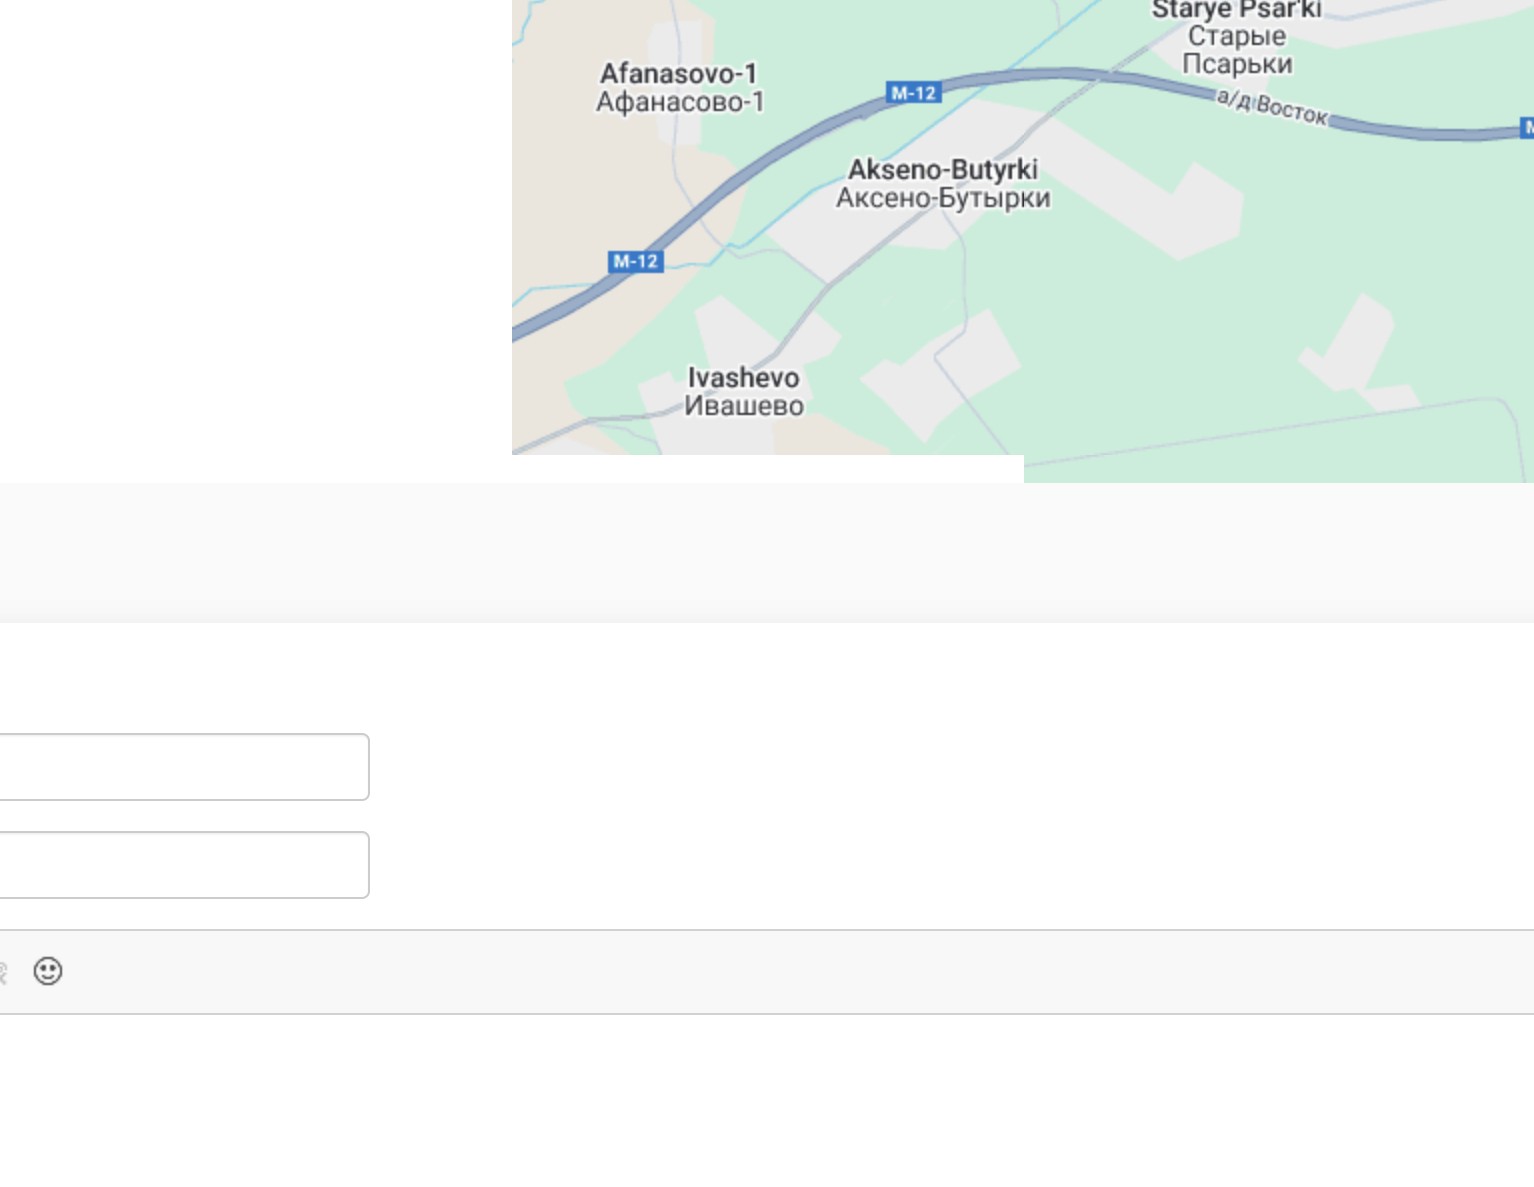 Starye Psar'ki
Старые
Псарьки
Afanasovo-1
Афанасово-1
М-12
а/д Восток
Akseno-Butyrki
Аксено-Бутырки
М-12
Ivashevo
Ивашево